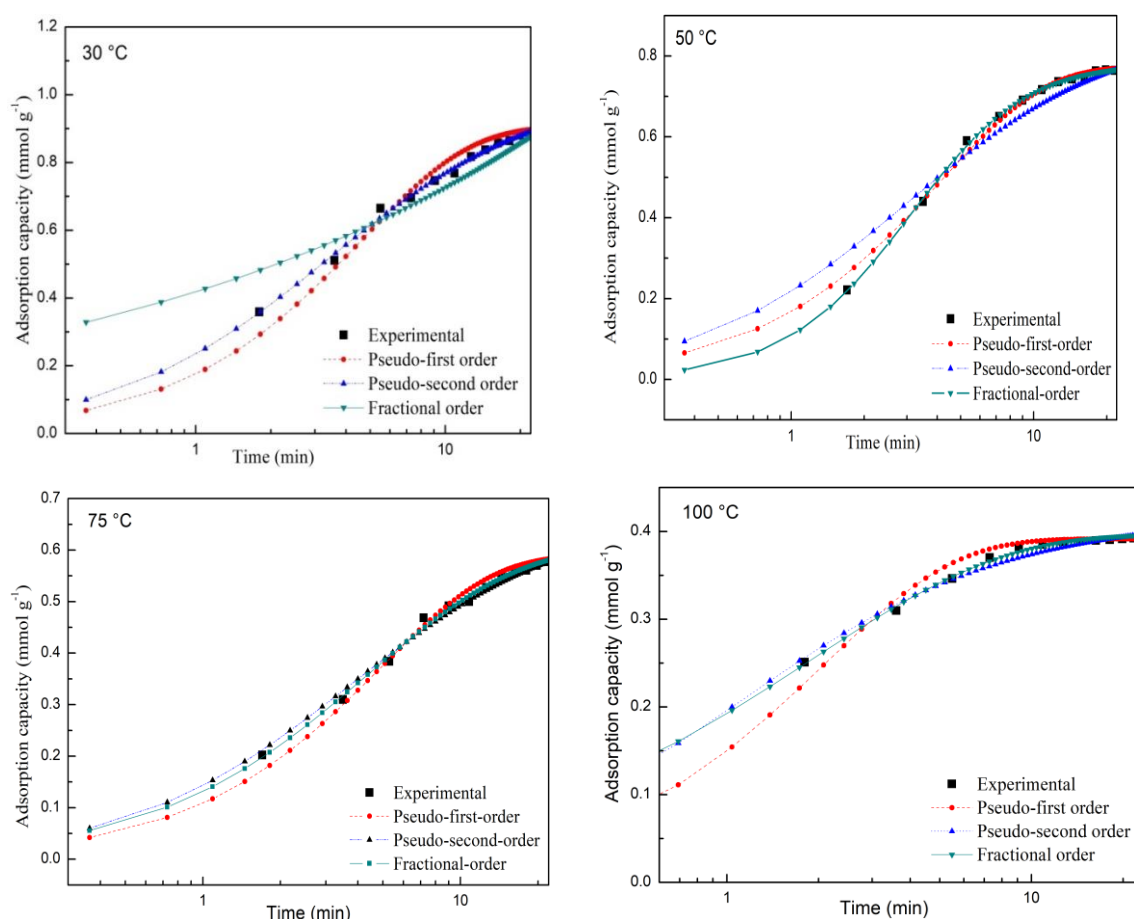 30 °C
1.2
1.0
0.8
0.6
0.4
0.2
0.0
Adsorption capacity (mmol g⁻¹)
Experimental
Pseudo-first order
Pseudo-second order
Fractional order
1
10
Time (min)
50 °C
0.8
0.6
0.4
0.2
0.0
Adsorption capacity (mmol g⁻¹)
Experimental
Pseudo-first-order
Pseudo-second-order
Fractional-order
1
10
Time (min)
75 °C
0.7
0.6
0.5
0.4
0.3
0.2
0.1
0.0
Adsorption capacity (mmol g⁻¹)
Experimental
Pseudo-first-order
Pseudo-second-order
Fractional-order
1
10
Time (min)
100 °C
0.4
0.3
0.2
0.1
0.0
Adsorption capacity (mmol g⁻¹)
Experimental
Pseudo-first order
Pseudo-second order
Fractional order
1
10
Time (min)